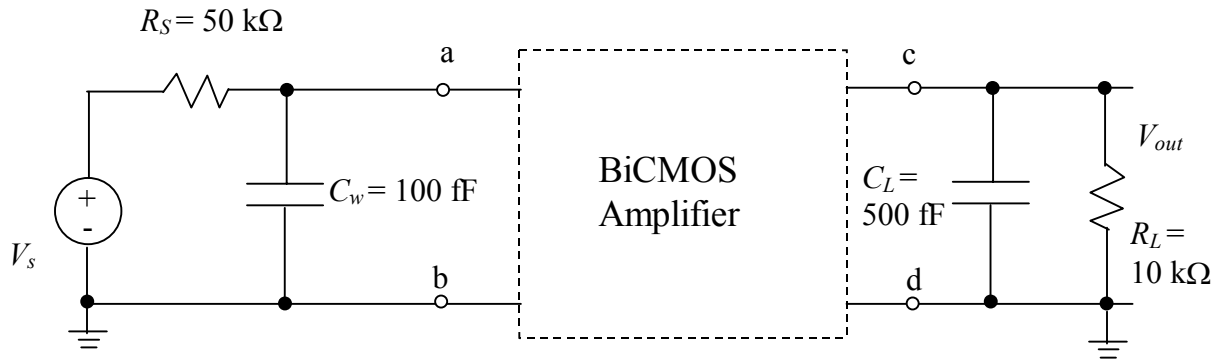 R_S = 50 kΩ
a
c
V_out
BiCMOS
Amplifier
C_w = 100 fF
C_L =
500 fF
+
-
V_s
R_L =
10 kΩ
b
d